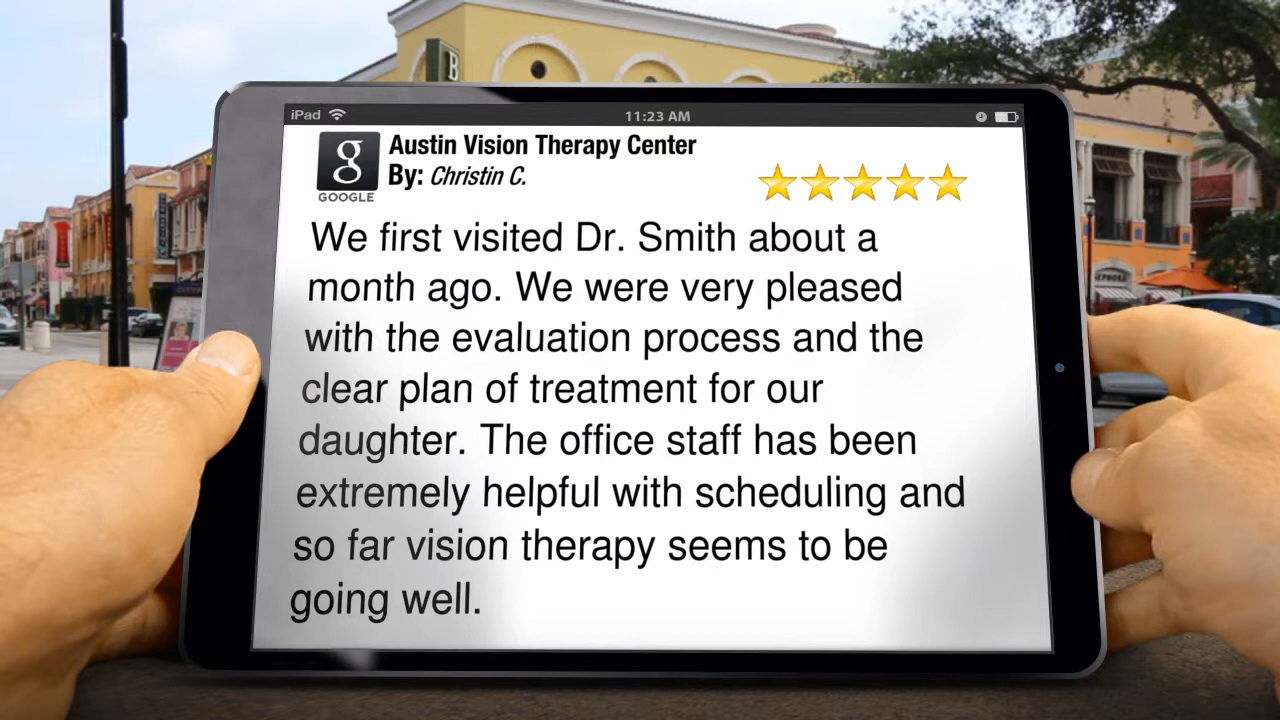 iPad
11:23 AM
g
GOOGLE
Austin Vision Therapy Center
By: Christin C.
We first visited Dr. Smith about a
month ago. We were very pleased
with the evaluation process and the
clear plan of treatment for our
daughter. The office staff has been
extremely helpful with scheduling and
so far vision therapy seems to be
going well.
B
SEPHORA